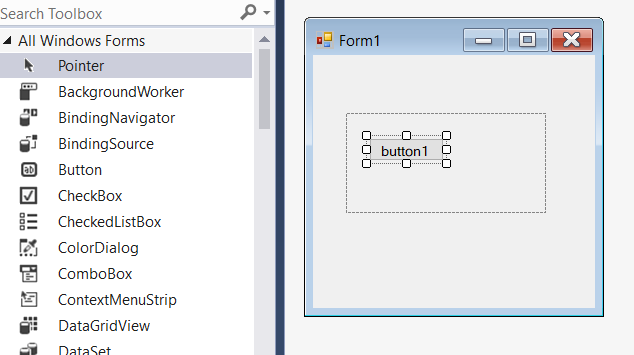 Search Toolbox
All Windows Forms
Pointer
BackgroundWorker
BindingNavigator
BindingSource
Button
CheckBox
CheckedListBox
ColorDialog
ComboBox
ContextMenuStrip
DataGridView
DataSet
Form1
button1